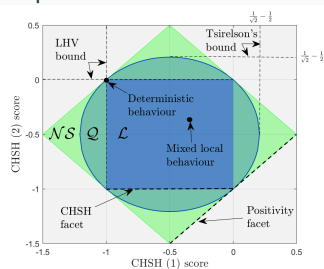 1/√2 − 1/2
LHV
bound
Tsirelson's
bound
1/√2 − 1/2
0.5
0
Deterministic
behaviour
NS Q L
-0.5
Mixed local
behaviour
-1
CHSH
facet
Positivity
facet
-1.5
-1.5 -1 -0.5 0 0.5
CHSH (1) score
CHSH (2) score